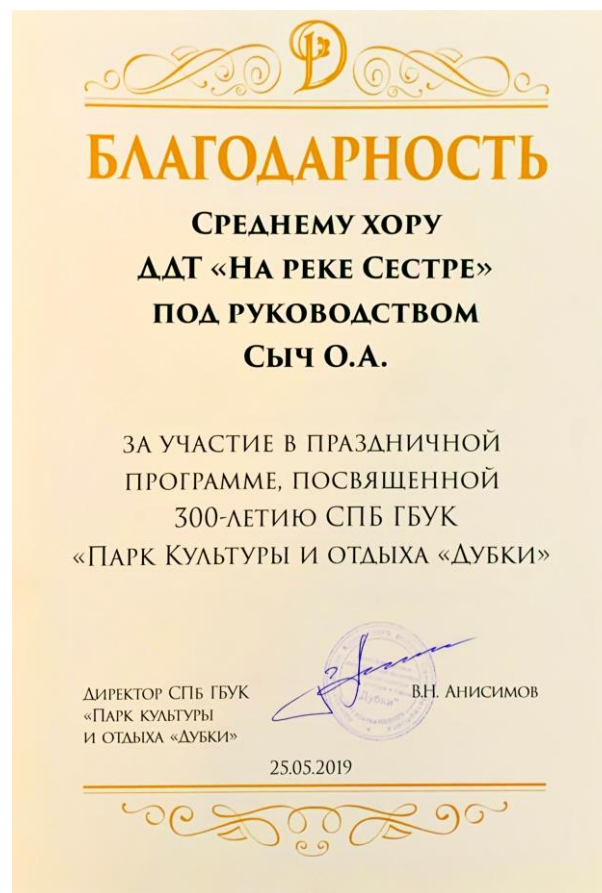 БЛАГОДАРНОСТЬ
Среднему хору
ДДТ «На реке Сестре»
под руководством
Сыч О.А.
за участие в праздничной
программе, посвященной
300-летию СПб ГБУК
«Парк Культуры и отдыха «Дубки»
директор СПб ГБУК
«Парк культуры
и отдыха «Дубки»
В.Н. Анисимов
"Дубки"
25.05.2019